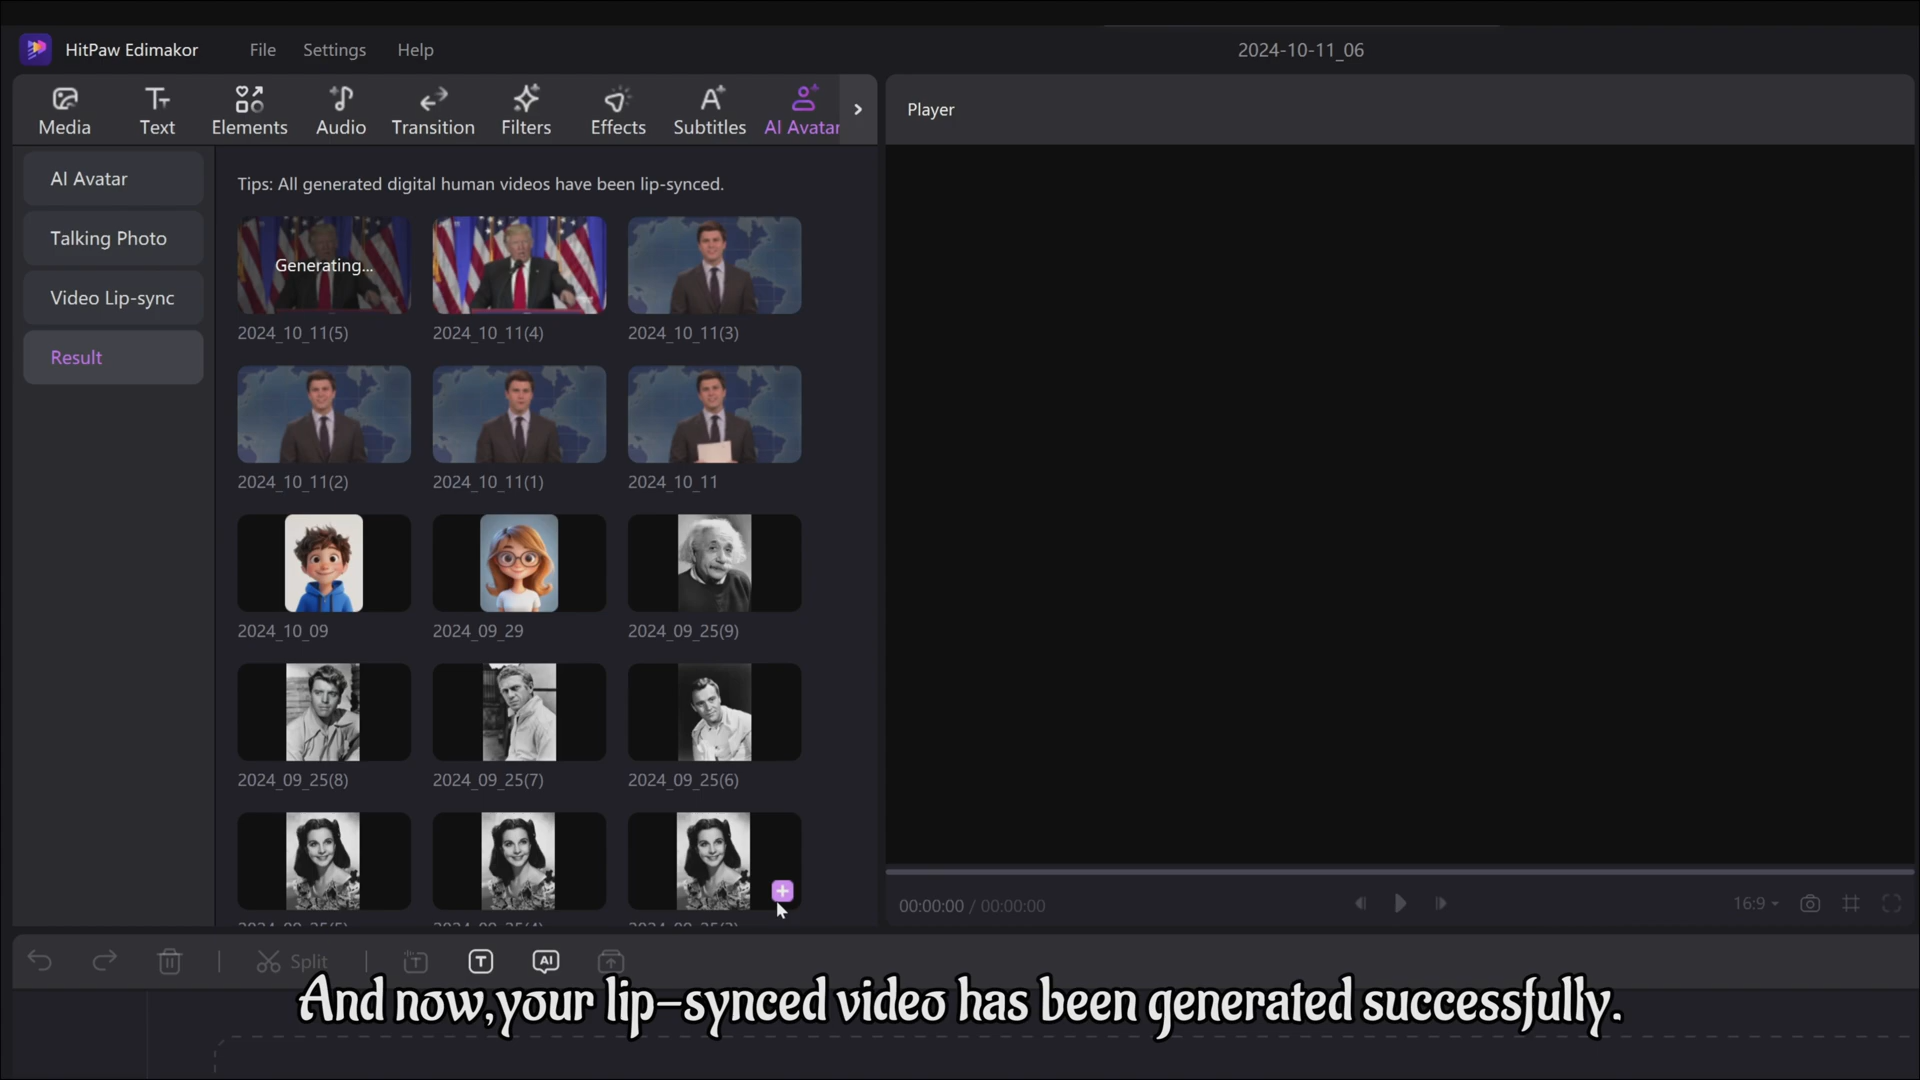 HitPaw Edimakor
File
Settings
Help
2024-10-11_06
Media
Text
Elements
Audio
Transition
Filters
Effects
Subtitles
AI Avatar
Player
AI Avatar
Talking Photo
Video Lip-sync
Result
Tips: All generated digital human videos have been lip-synced.
Generating...
2024_10_11(5)
2024_10_11(4)
2024_10_11(3)
2024_10_11(2)
2024_10_11(1)
2024_10_11
2024_10_09
2024_09_29
2024_09_25(9)
2024_09_25(8)
2024_09_25(7)
2024_09_25(6)
00:00:00 / 00:00:00
16:9
Split
T
AI
And now,your lip-synced video has been generated successfully.